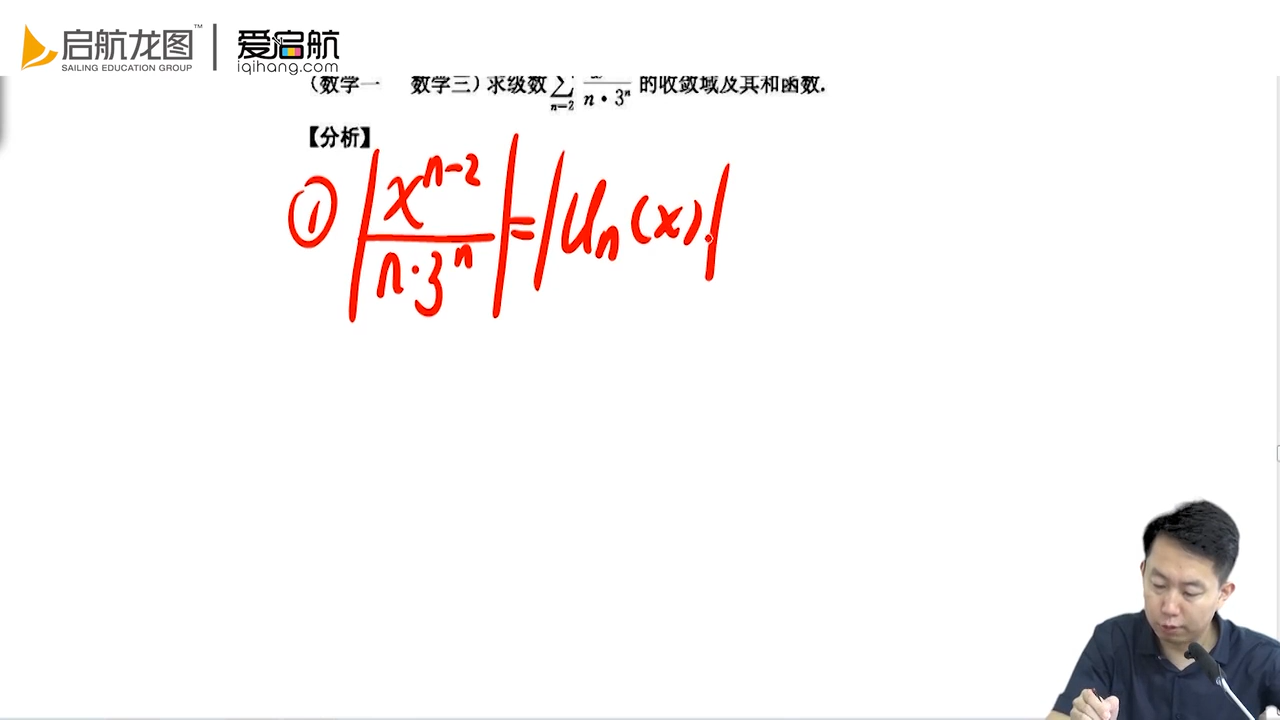 启航龙图™ | 爱启航
SAILING EDUCATION GROUP iqihang.com
(数学一 数学三)求级数∑n=2 /n·3ⁿ 的收敛域及其和函数.
【分析】
① |xⁿ⁻²/n·3ⁿ| = |uₙ(x)|